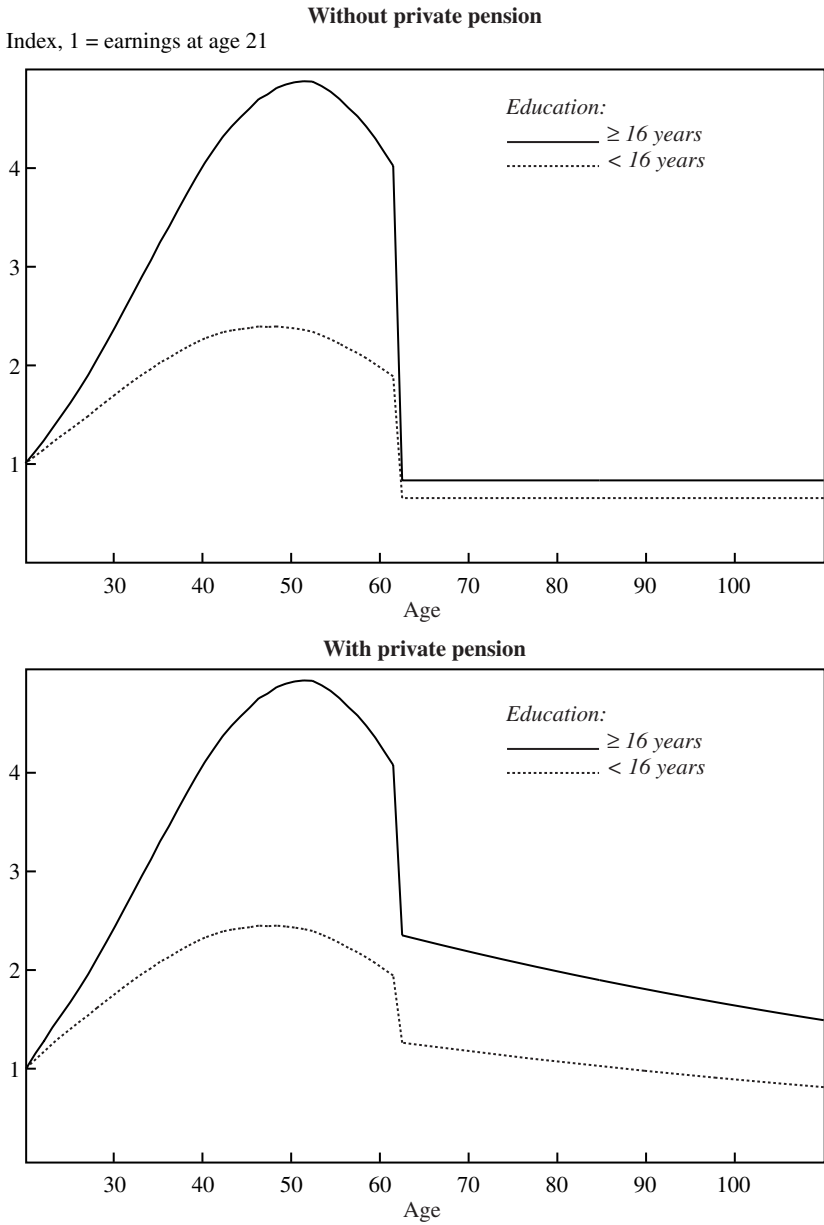 Without private pension
Index, 1 = earnings at age 21
Education:
≥ 16 years
< 16 years
4
3
2
1
30 40 50 60 70 80 90 100
Age
With private pension
Education:
≥ 16 years
< 16 years
4
3
2
1
30 40 50 60 70 80 90 100
Age